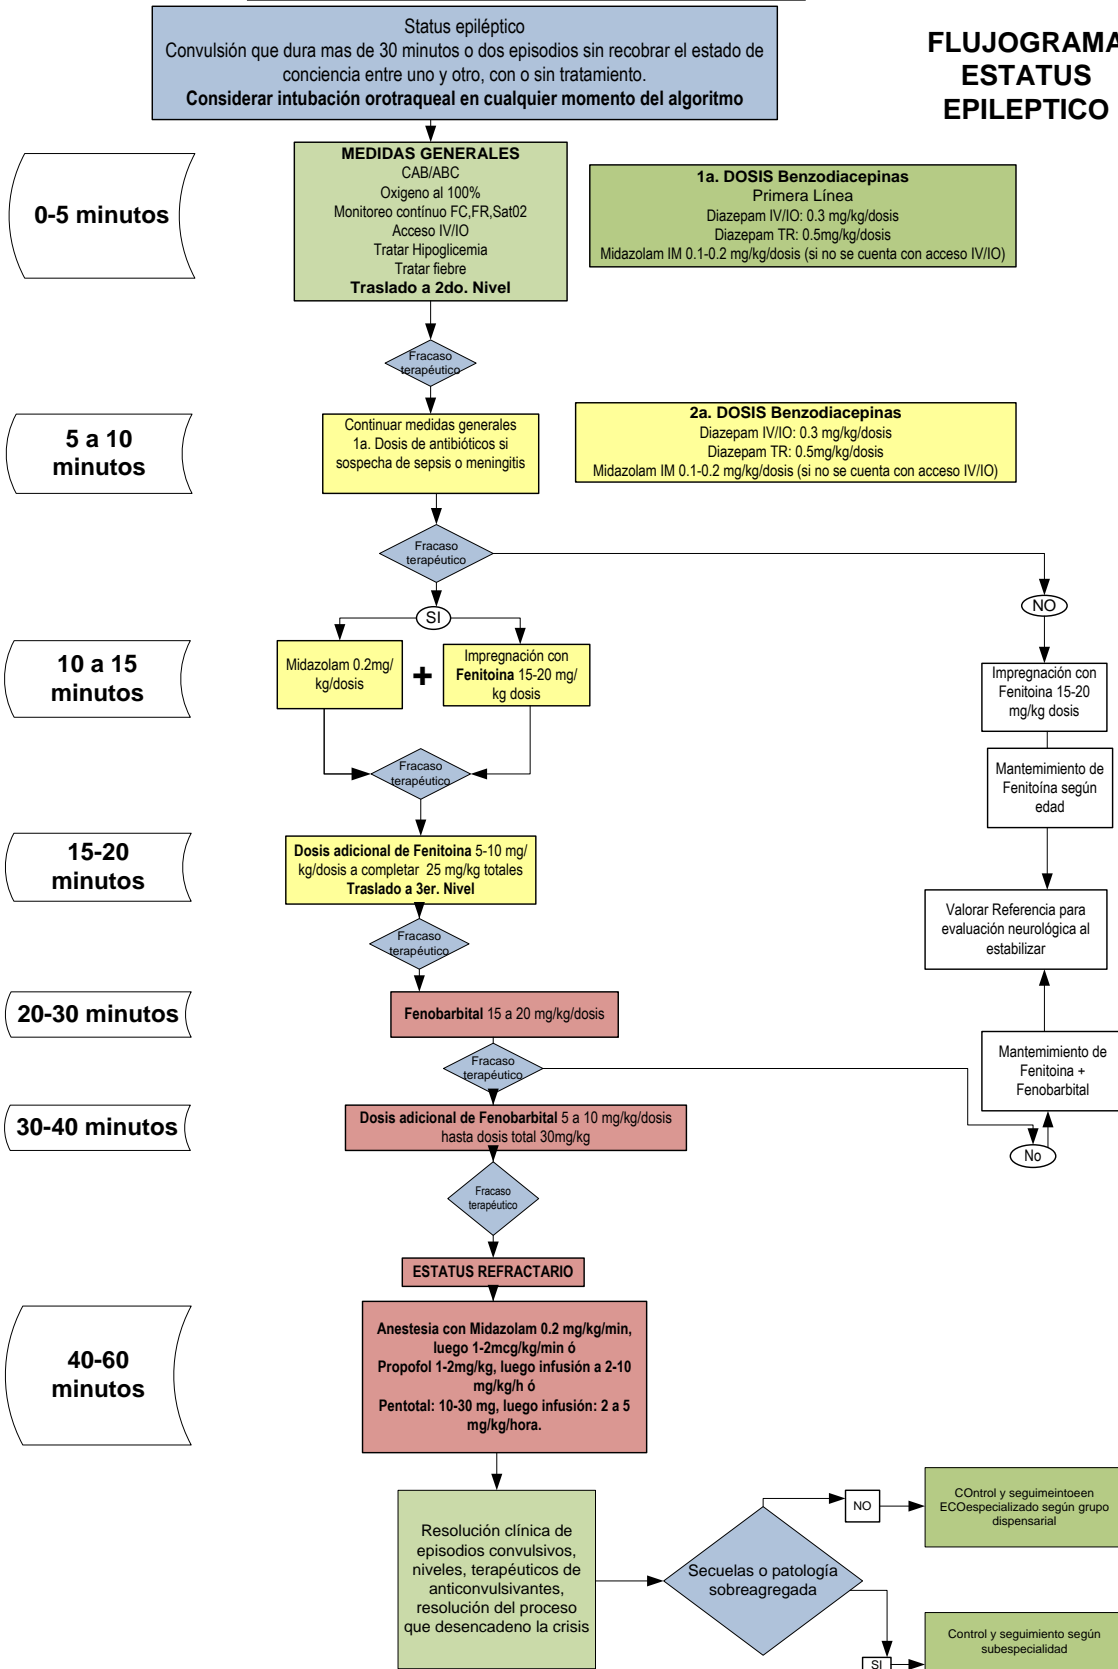 Status epiléptico
Convulsión que dura mas de 30 minutos o dos episodios sin recobrar el estado de
conciencia entre uno y otro, con o sin tratamiento.
Considerar intubación orotraqueal en cualquier momento del algoritmo
FLUJOGRAMA
ESTATUS
EPILEPTICO
0-5 minutos
MEDIDAS GENERALES
CAB/ABC
Oxigeno al 100%
Monitoreo contínuo FC,FR,Sat02
Acceso IV/IO
Tratar Hipoglicemia
Tratar fiebre
Traslado a 2do. Nivel
1a. DOSIS Benzodiacepinas
Primera Línea
Diazepam IV/IO: 0.3 mg/kg/dosis
Diazepam TR: 0.5mg/kg/dosis
Midazolam IM 0.1-0.2 mg/kg/dosis (si no se cuenta con acceso IV/IO)
Fracaso
terapéutico
5 a 10
minutos
Continuar medidas generales
1a. Dosis de antibióticos si
sospecha de sepsis o meningitis
2a. DOSIS Benzodiacepinas
Diazepam IV/IO: 0.3 mg/kg/dosis
Diazepam TR: 0.5mg/kg/dosis
Midazolam IM 0.1-0.2 mg/kg/dosis (si no se cuenta con acceso IV/IO)
Fracaso
terapéutico
SI
NO
10 a 15
minutos
Midazolam 0.2mg/
kg/dosis
+
Impregnación con
Fenitoina 15-20 mg/
kg dosis
Impregnación con
Fenitoina 15-20
mg/kg dosis
Fracaso
terapéutico
Mantemimiento de
Fenitoína según
edad
15-20
minutos
Dosis adicional de Fenitoina 5-10 mg/
kg/dosis a completar 25 mg/kg totales
Traslado a 3er. Nivel
Valorar Referencia para
evaluación neurológica al
estabilizar
Fracaso
terapéutico
20-30 minutos
Fenobarbital 15 a 20 mg/kg/dosis
Fracaso
terapéutico
Mantemimiento de
Fenitoina +
Fenobarbital
30-40 minutos
Dosis adicional de Fenobarbital 5 a 10 mg/kg/dosis
hasta dosis total 30mg/kg
No
Fracaso
terapéutico
ESTATUS REFRACTARIO
40-60
minutos
Anestesia con Midazolam 0.2 mg/kg/min,
luego 1-2mcg/kg/min ó
Propofol 1-2mg/kg, luego infusión a 2-10
mg/kg/h ó
Pentotal: 10-30 mg, luego infusión: 2 a 5
mg/kg/hora.
Resolución clínica de
episodios convulsivos,
niveles, terapéuticos de
anticonvulsivantes,
resolución del proceso
que desencadeno la crisis
Secuelas o patología
sobreagregada
NO
COntrol y seguimeintoeen
ECOespecializado según grupo
dispensarial
SI
Control y seguimiento según
subespecialidad